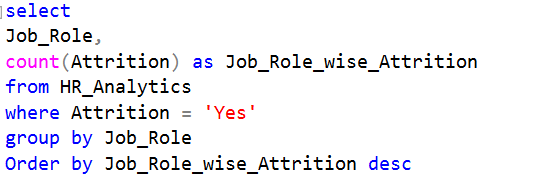 select
Job_Role,
count(Attrition) as Job_Role_wise_Attrition
from HR_Analytics
where Attrition = 'Yes'
group by Job_Role
Order by Job_Role_wise_Attrition desc